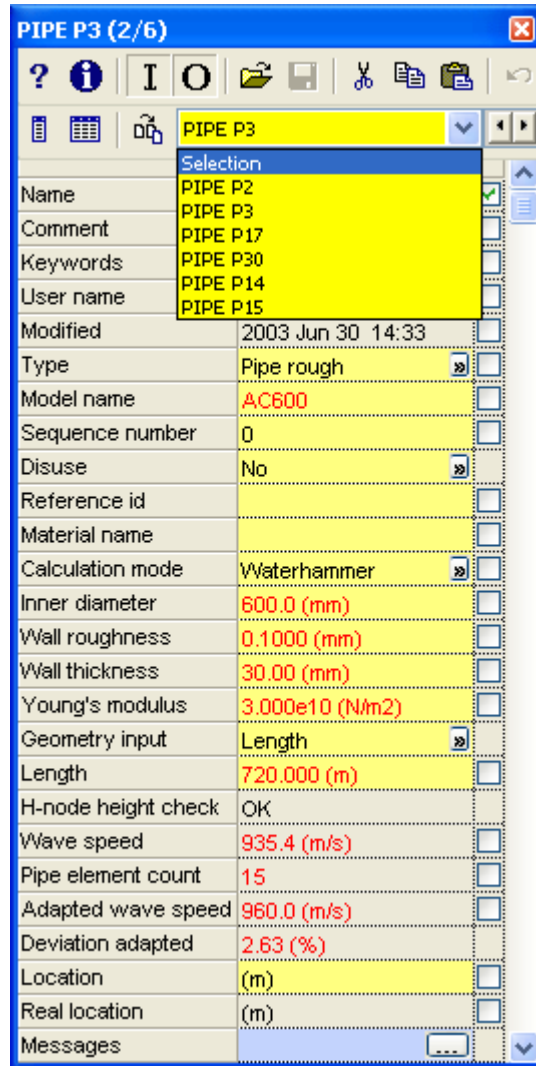 PIPE P3 (2/6)
? i I O
PIPE P3
Selection
PIPE P2
PIPE P3
PIPE P17
PIPE P30
PIPE P14
PIPE P15
Name
Comment
Keywords
User name
Modified 2003 Jun 30 14:33
Type Pipe rough »
Model name AC600
Sequence number 0
Disuse No »
Reference id
Material name
Calculation mode Waterhammer »
Inner diameter 600.0 (mm)
Wall roughness 0.1000 (mm)
Wall thickness 30.00 (mm)
Young's modulus 3.000e10 (N/m2)
Geometry input Length »
Length 720.000 (m)
H-node height check OK
Wave speed 935.4 (m/s)
Pipe element count 15
Adapted wave speed 960.0 (m/s)
Deviation adapted 2.63 (%)
Location (m)
Real location (m)
Messages ...